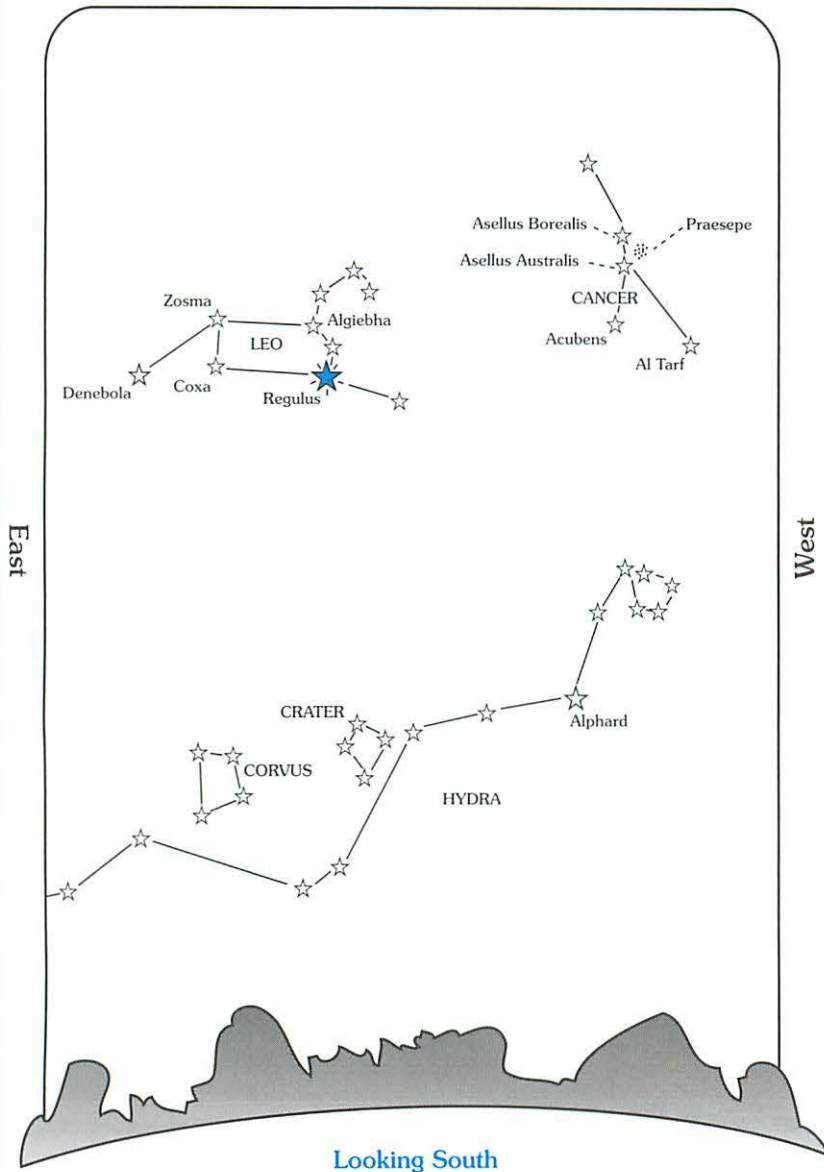 Asellus Borealis
Praesepe
Asellus Australis
CANCER
Zosma
Algiebha
LEO
Acubens
Al Tarf
Denebola
Coxa
Regulus
East
West
CRATER
Alphard
CORVUS
HYDRA
Looking South